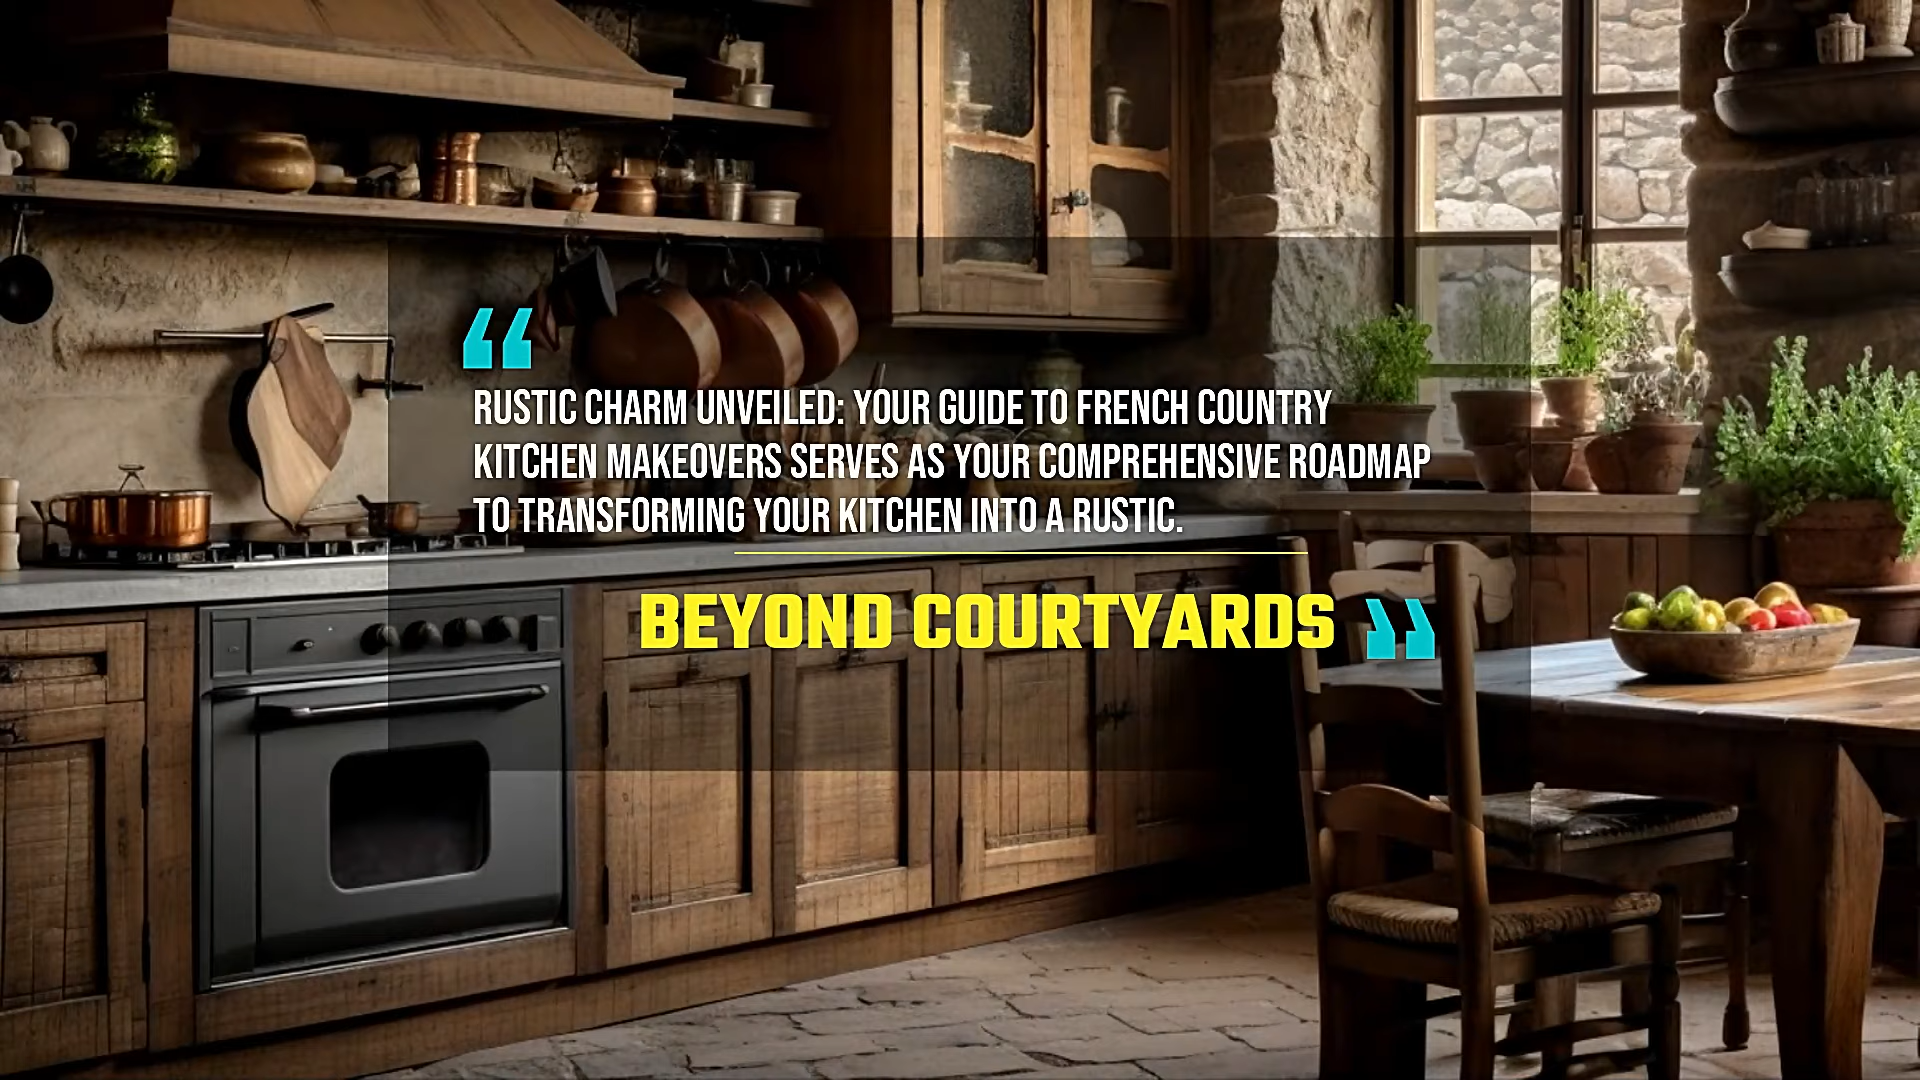 “
RUSTIC CHARM UNVEILED: YOUR GUIDE TO FRENCH COUNTRY
KITCHEN MAKEOVERS SERVES AS YOUR COMPREHENSIVE ROADMAP
TO TRANSFORMING YOUR KITCHEN INTO A RUSTIC.
BEYOND COURTYARDS ”